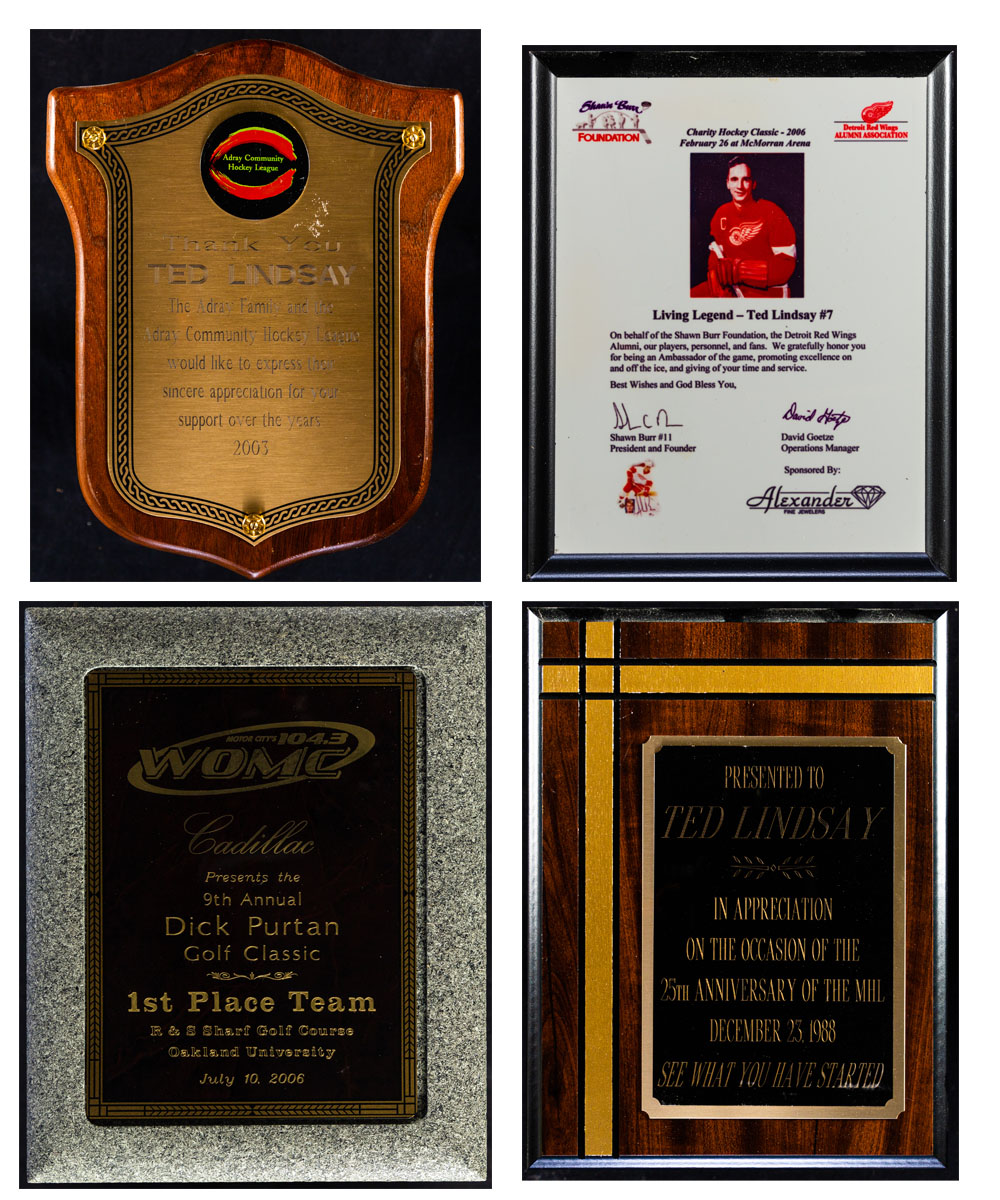 Adray Community
Hockey League
Thank You
TED LINDSAY
The Adray Family and the
Adray Community Hockey League
would like to express their
sincere appreciation for your
support over the years
2003
Shawn Burr
FOUNDATION
Detroit Red Wings
ALUMNI ASSOCIATION
Charity Hockey Classic - 2006
February 26 at McMorran Arena
C
Living Legend – Ted Lindsay #7
On behalf of the Shawn Burr Foundation, the Detroit Red Wings
Alumni, our players, personnel, and fans. We gratefully honor you
for being an Ambassador of the game, promoting excellence on
and off the ice, and giving of your time and service.
Best Wishes and God Bless You,
Shawn Burr #11
President and Founder
David Goetze
Operations Manager
Sponsored By:
Alexander
FINE JEWELERS
MOTOR CITY'S 104.3
WOMC
Cadillac
Presents the
9th Annual
Dick Purtan
Golf Classic
1st Place Team
R & S Sharf Golf Course
Oakland University
July 10, 2006
PRESENTED TO
TED LINDSAY
IN APPRECIATION
ON THE OCCASION OF THE
25TH ANNIVERSARY OF THE MHL
DECEMBER 23, 1988
SEE WHAT YOU HAVE STARTED